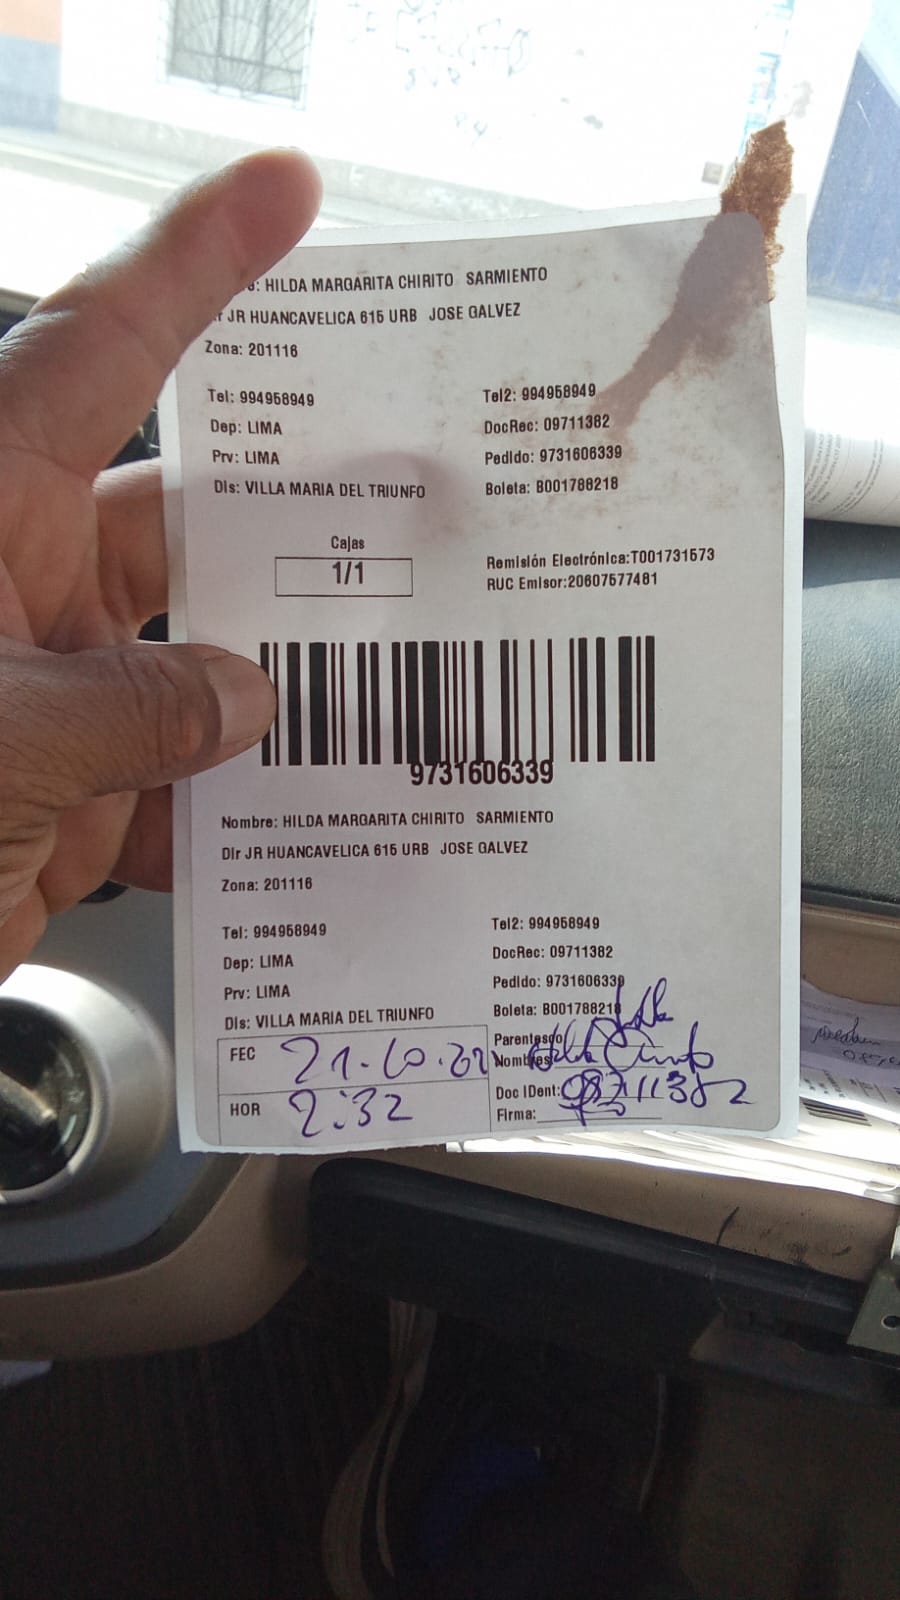 : HILDA MARGARITA CHIRITO SARMIENTO
JR HUANCAVELICA 615 URB JOSE GALVEZ
Zona: 201116
Tel: 994958949 Tel2: 994958949
Dep: LIMA DocRec: 09711382
Prv: LIMA Pedido: 9731606339
Dis: VILLA MARIA DEL TRIUNFO Boleta: B001788218
Cajas
1/1
Remisión Electrónica:T001731573
RUC Emisor:20607577481
9731606339
Nombre: HILDA MARGARITA CHIRITO SARMIENTO
Dir JR HUANCAVELICA 615 URB JOSE GALVEZ
Zona: 201116
Tel: 994958949 Tel2: 994958949
Dep: LIMA DocRec: 09711382
Prv: LIMA Pedido: 9731606339
Dis: VILLA MARIA DEL TRIUNFO Boleta: B001788218
Parentesco
FEC 21.10. Nombres
HOR 2:32 Doc IDent:
Firma: